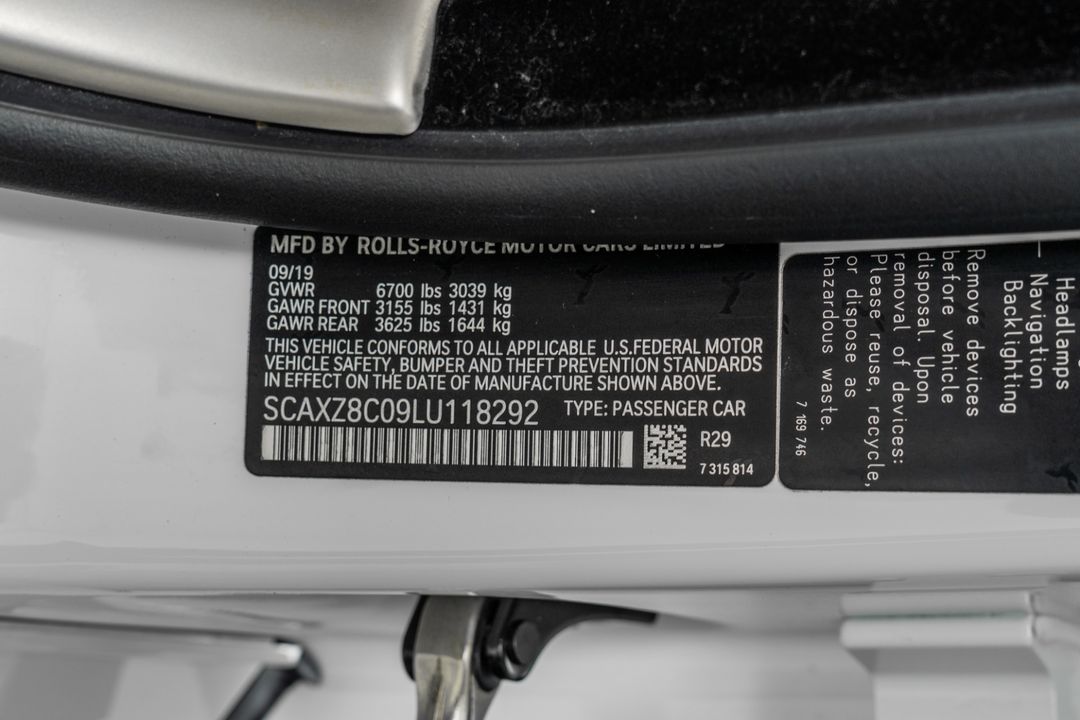 MFD BY ROLLS-ROYCE MOTOR CARS LIMITED
09/19
GVWR 6700 lbs 3039 kg
GAWR FRONT 3155 lbs 1431 kg
GAWR REAR 3625 lbs 1644 kg
THIS VEHICLE CONFORMS TO ALL APPLICABLE U.S.FEDERAL MOTOR
VEHICLE SAFETY, BUMPER AND THEFT PREVENTION STANDARDS
IN EFFECT ON THE DATE OF MANUFACTURE SHOWN ABOVE.
SCAXZ8C09LU118292 TYPE: PASSENGER CAR
R29
7 315 814
Headlamps
Navigation
Backlighting
Remove devices
before vehicle
disposal. Upon
removal of devices:
Please reuse, recycle,
or dispose as
hazardous waste.
7 169 746